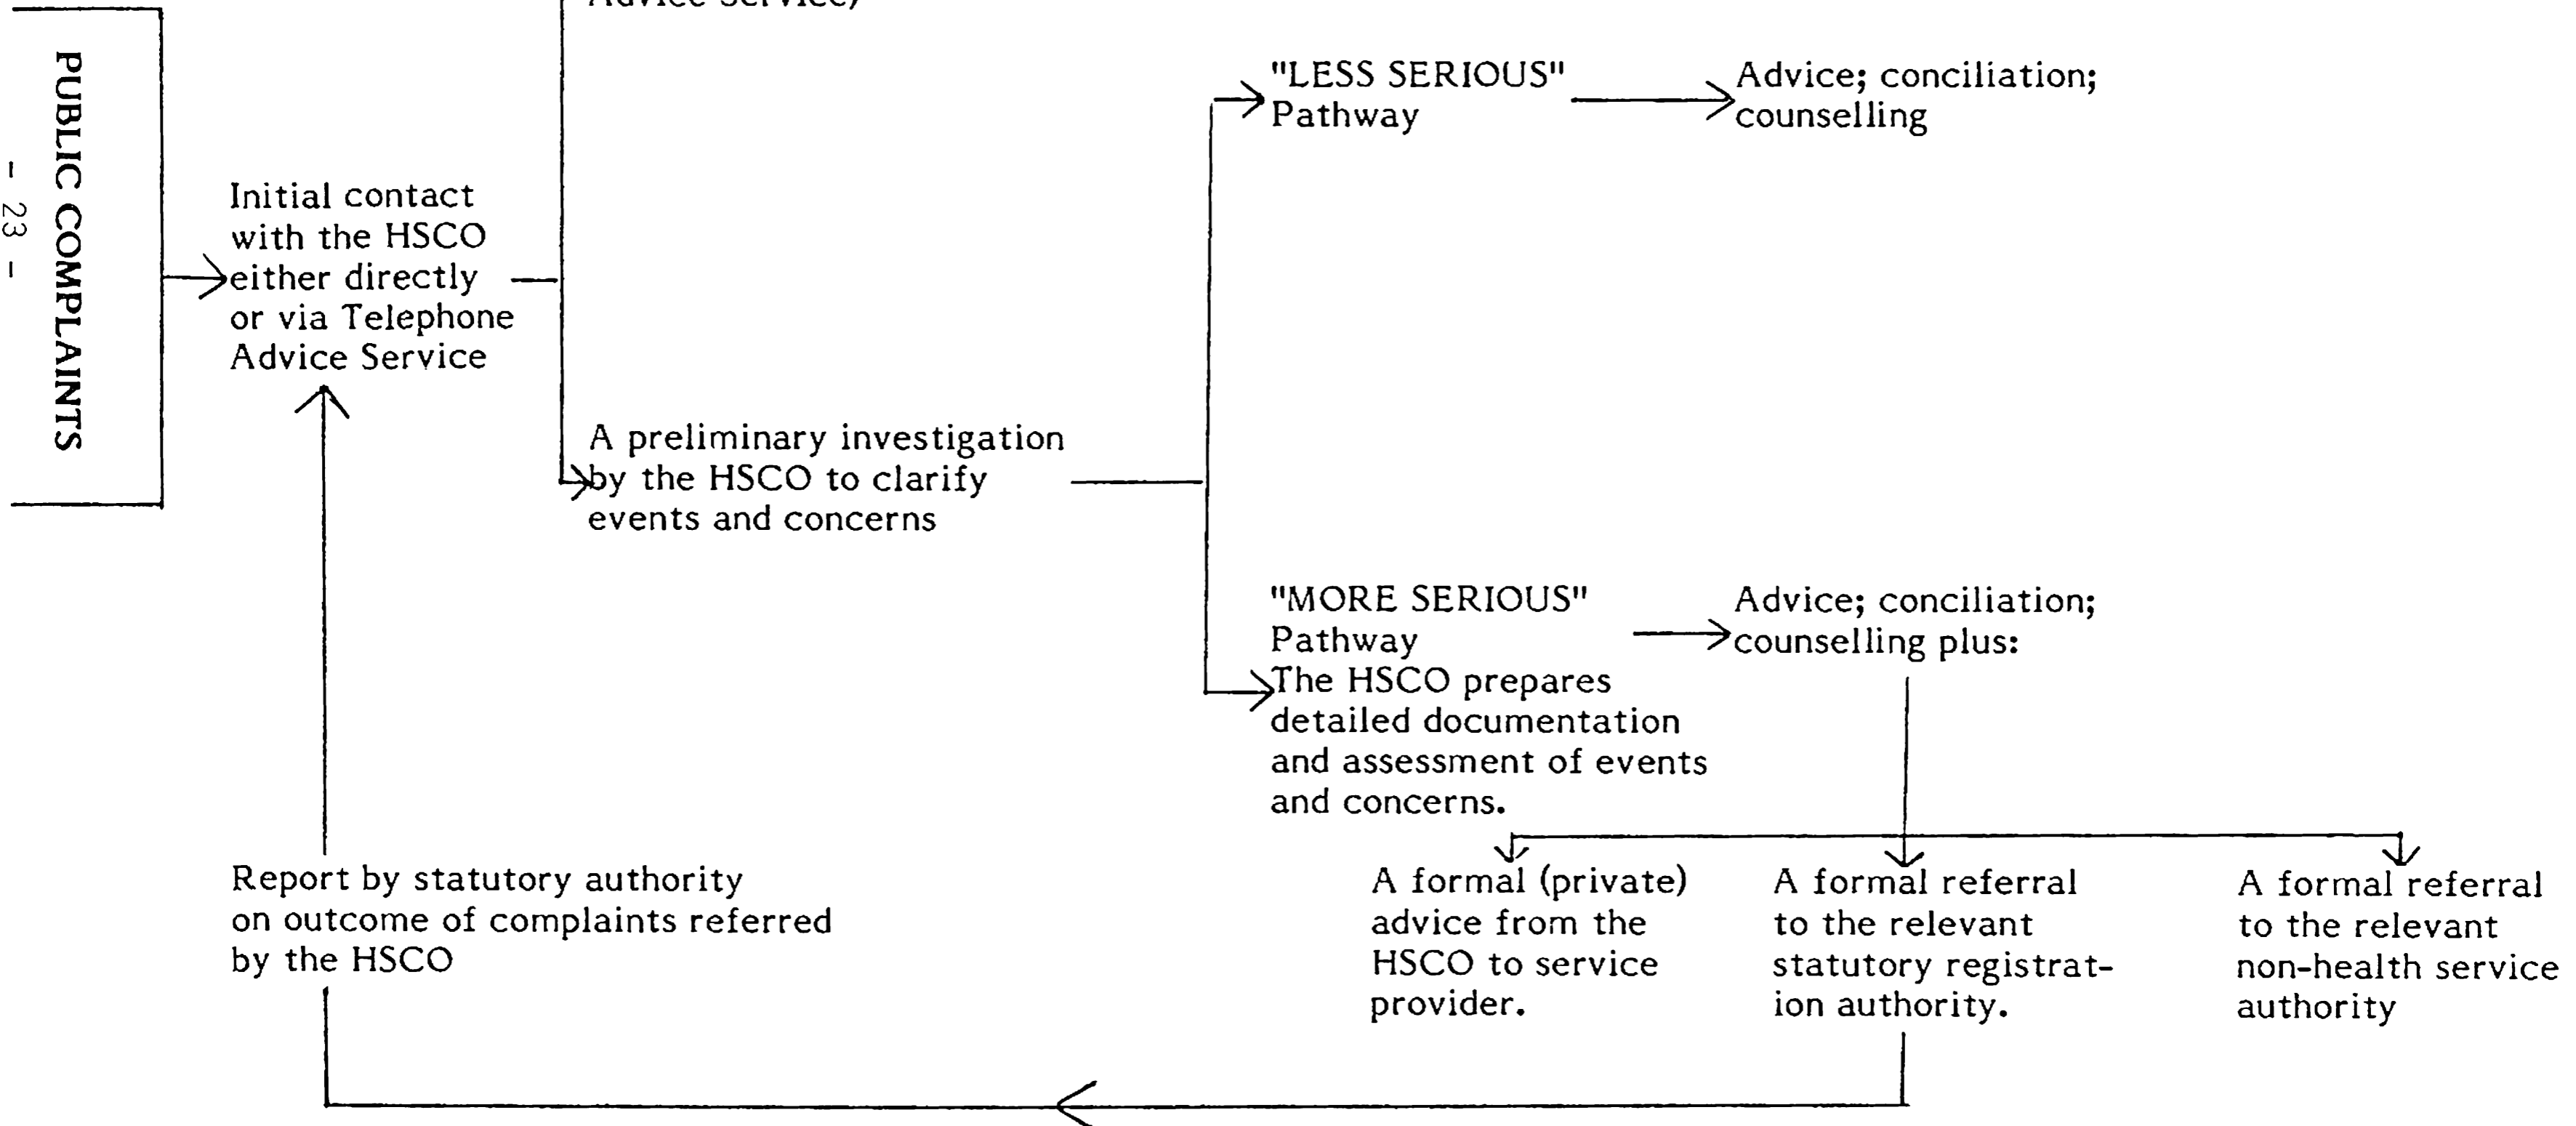 Advice Service)
PUBLIC COMPLAINTS
- 23 -
Initial contact
with the HSCO
either directly
or via Telephone
Advice Service
A preliminary investigation
by the HSCO to clarify
events and concerns
"LESS SERIOUS"
Pathway
Advice; conciliation;
counselling
"MORE SERIOUS"
Pathway
The HSCO prepares
detailed documentation
and assessment of events
and concerns.
Advice; conciliation;
counselling plus:
A formal (private)
advice from the
HSCO to service
provider.
A formal referral
to the relevant
statutory registrat-
ion authority.
A formal referral
to the relevant
non-health service
authority
Report by statutory authority
on outcome of complaints referred
by the HSCO